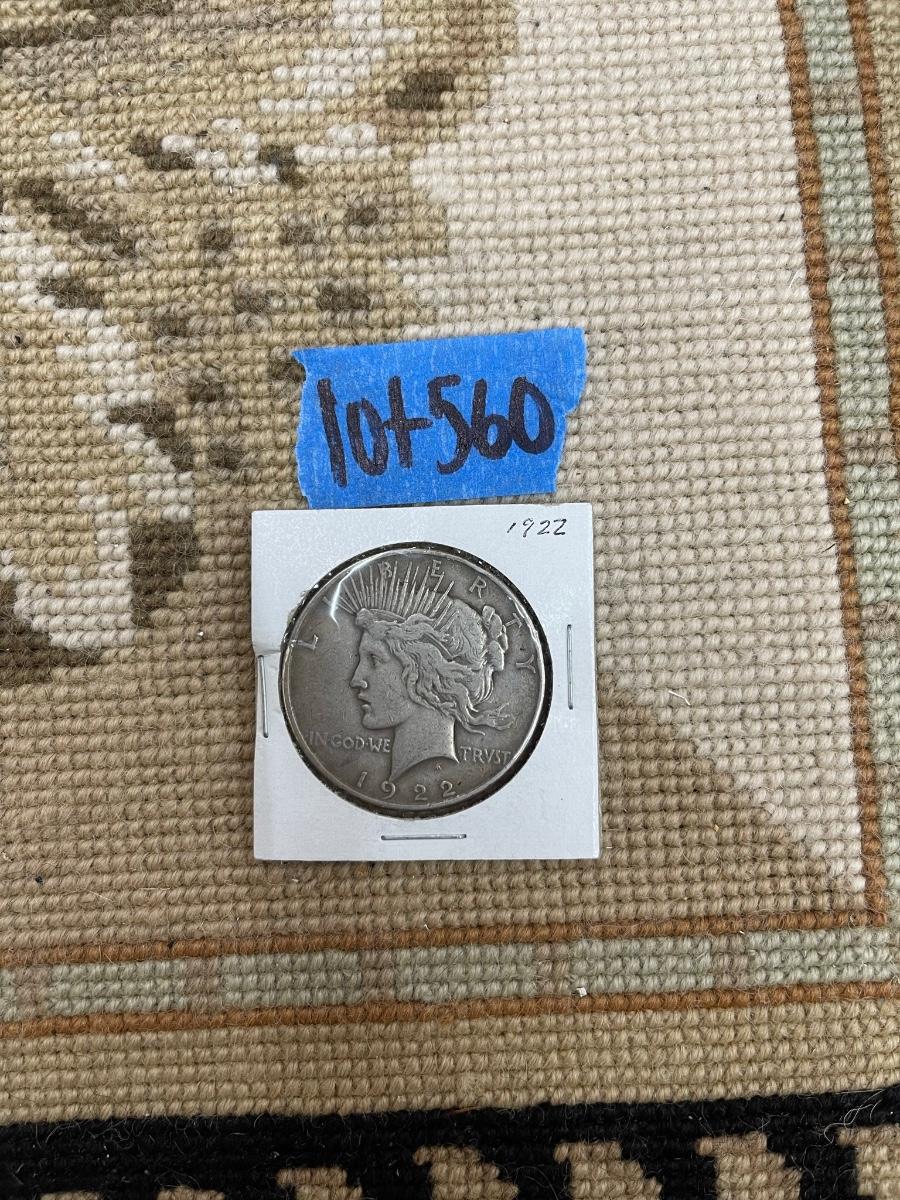 lot 560
1922
LIBERTY
IN GOD WE TRVST
1922